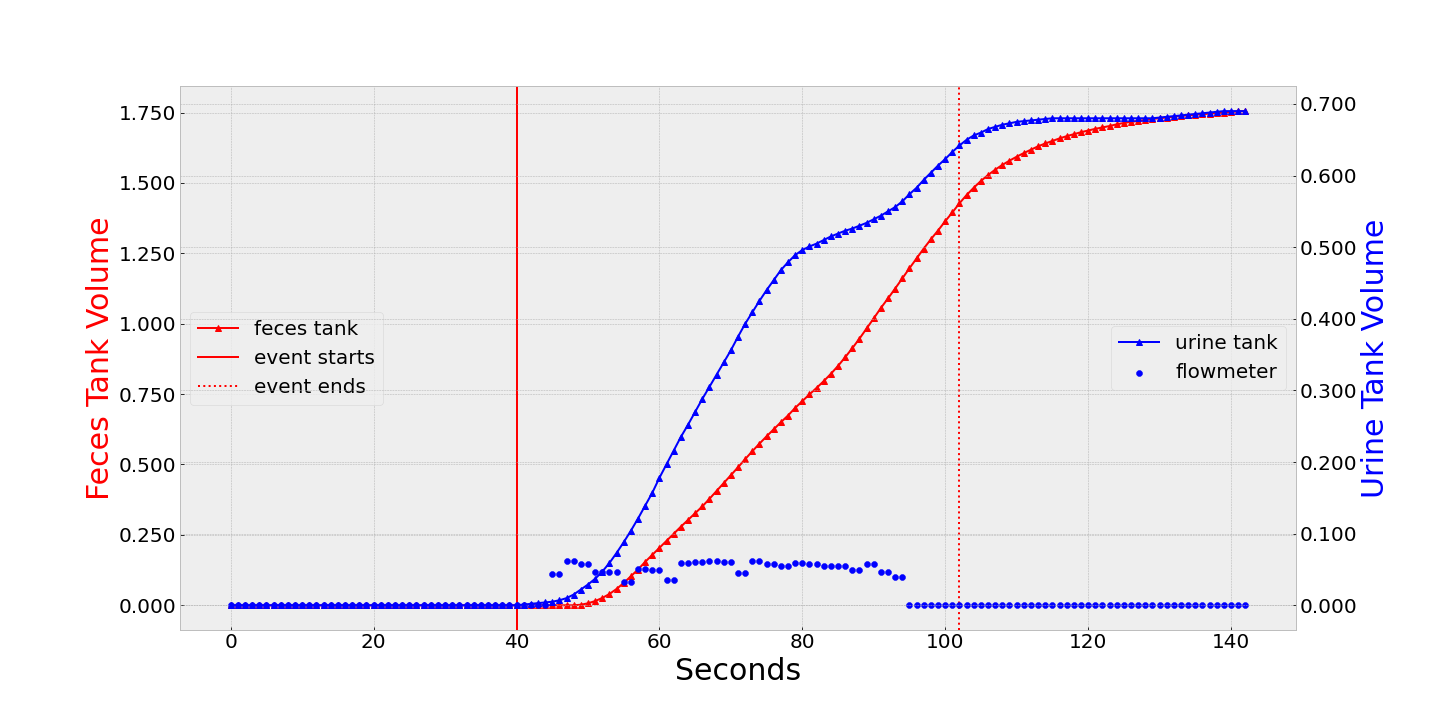 1.750
1.500
1.250
1.000
0.750
0.500
0.250
0.000
Feces Tank Volume
feces tank
event starts
event ends
0.700
0.600
0.500
0.400
0.300
0.200
0.100
0.000
Urine Tank Volume
urine tank
flowmeter
0 20 40 60 80 100 120 140
Seconds